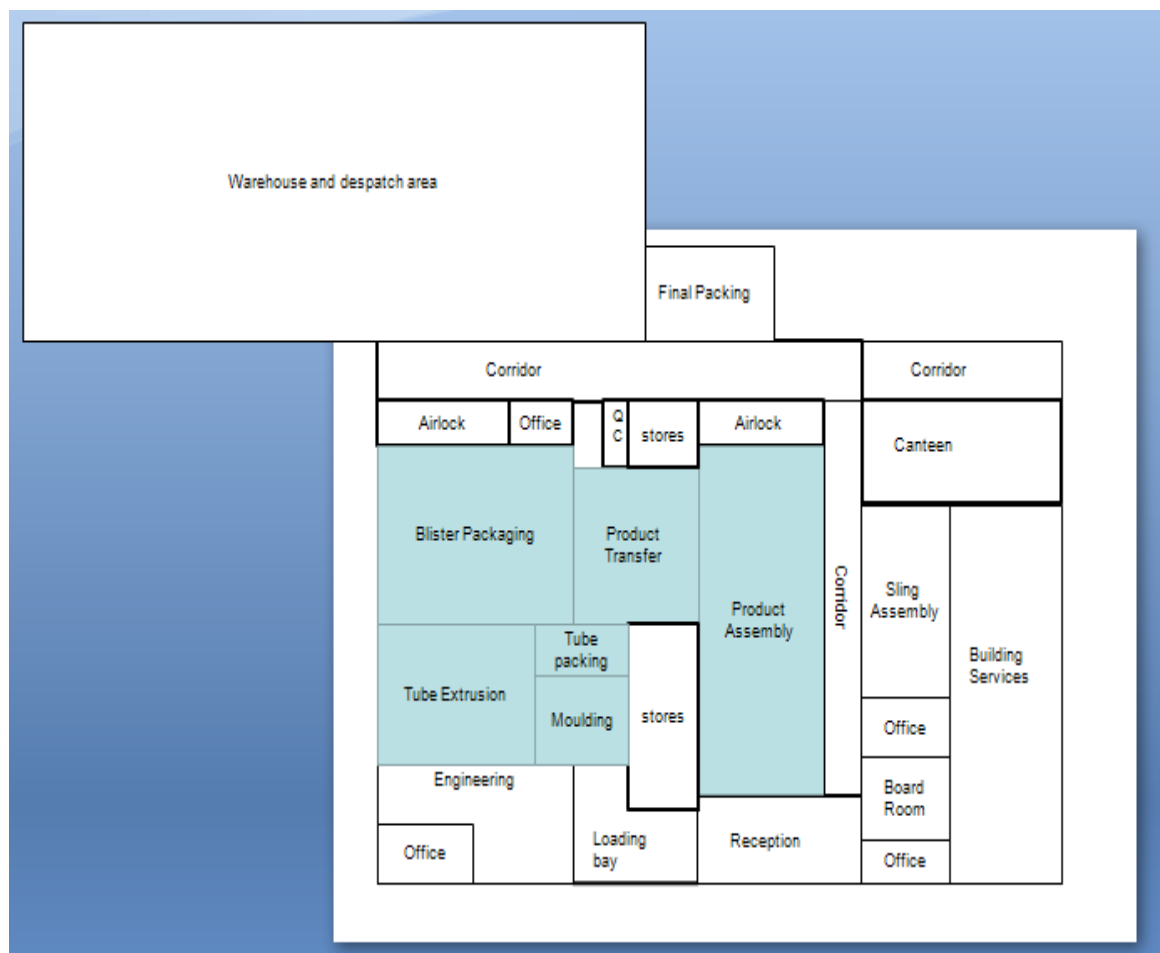 Warehouse and despatch area
Final Packing
Corridor
Corridor
Airlock
Office
Q
C
stores
Airlock
Canteen
Blister Packaging
Product
Transfer
Corridor
Sling
Assembly
Product
Assembly
Tube
packing
Building
Services
Tube Extrusion
Moulding
stores
Office
Engineering
Board
Room
Loading
bay
Reception
Office
Office